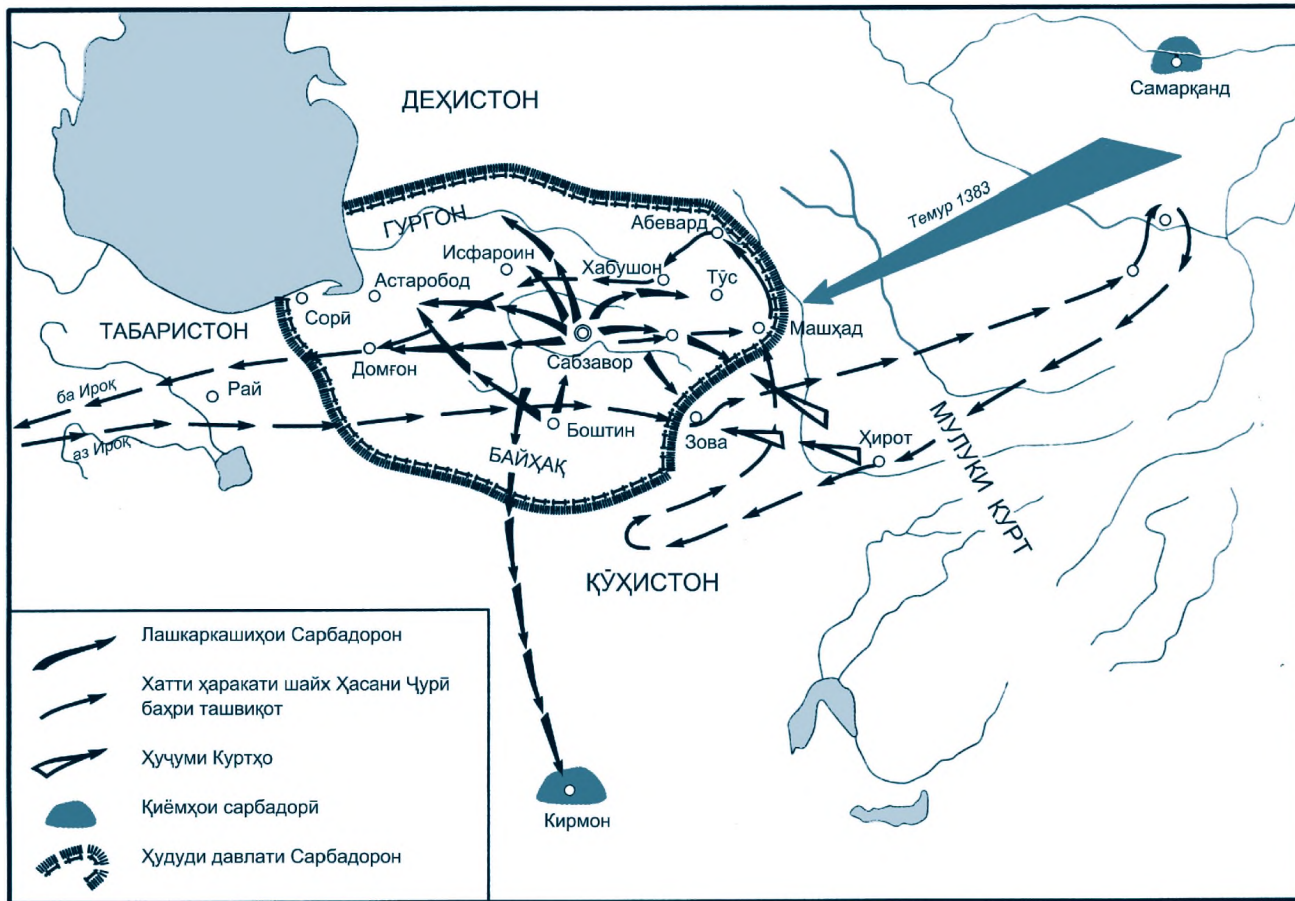 Самарқанд
ДЕҲИСТОН
Темур 1383
ГУРГОН
Абевард
Исфароин
Хабушон
Тӯс
Астаробод
Сорӣ
ТАБАРИСТОН
Машҳад
Домғон
Сабзавор
ба Ироқ
Рай
аз Ироқ
Боштин
Зова
БАЙҲАҚ
Ҳирот
МУЛУКИ КУРТ
ҚӮҲИСТОН
Кирмон
Лашкаркашиҳои Сарбадорон
Хатти ҳаракати шайх Ҳасани Ҷурӣ
баҳри ташвиқот
Ҳуҷуми Куртҳо
Қиёмҳои сарбадорӣ
Ҳудуди давлати Сарбадорон